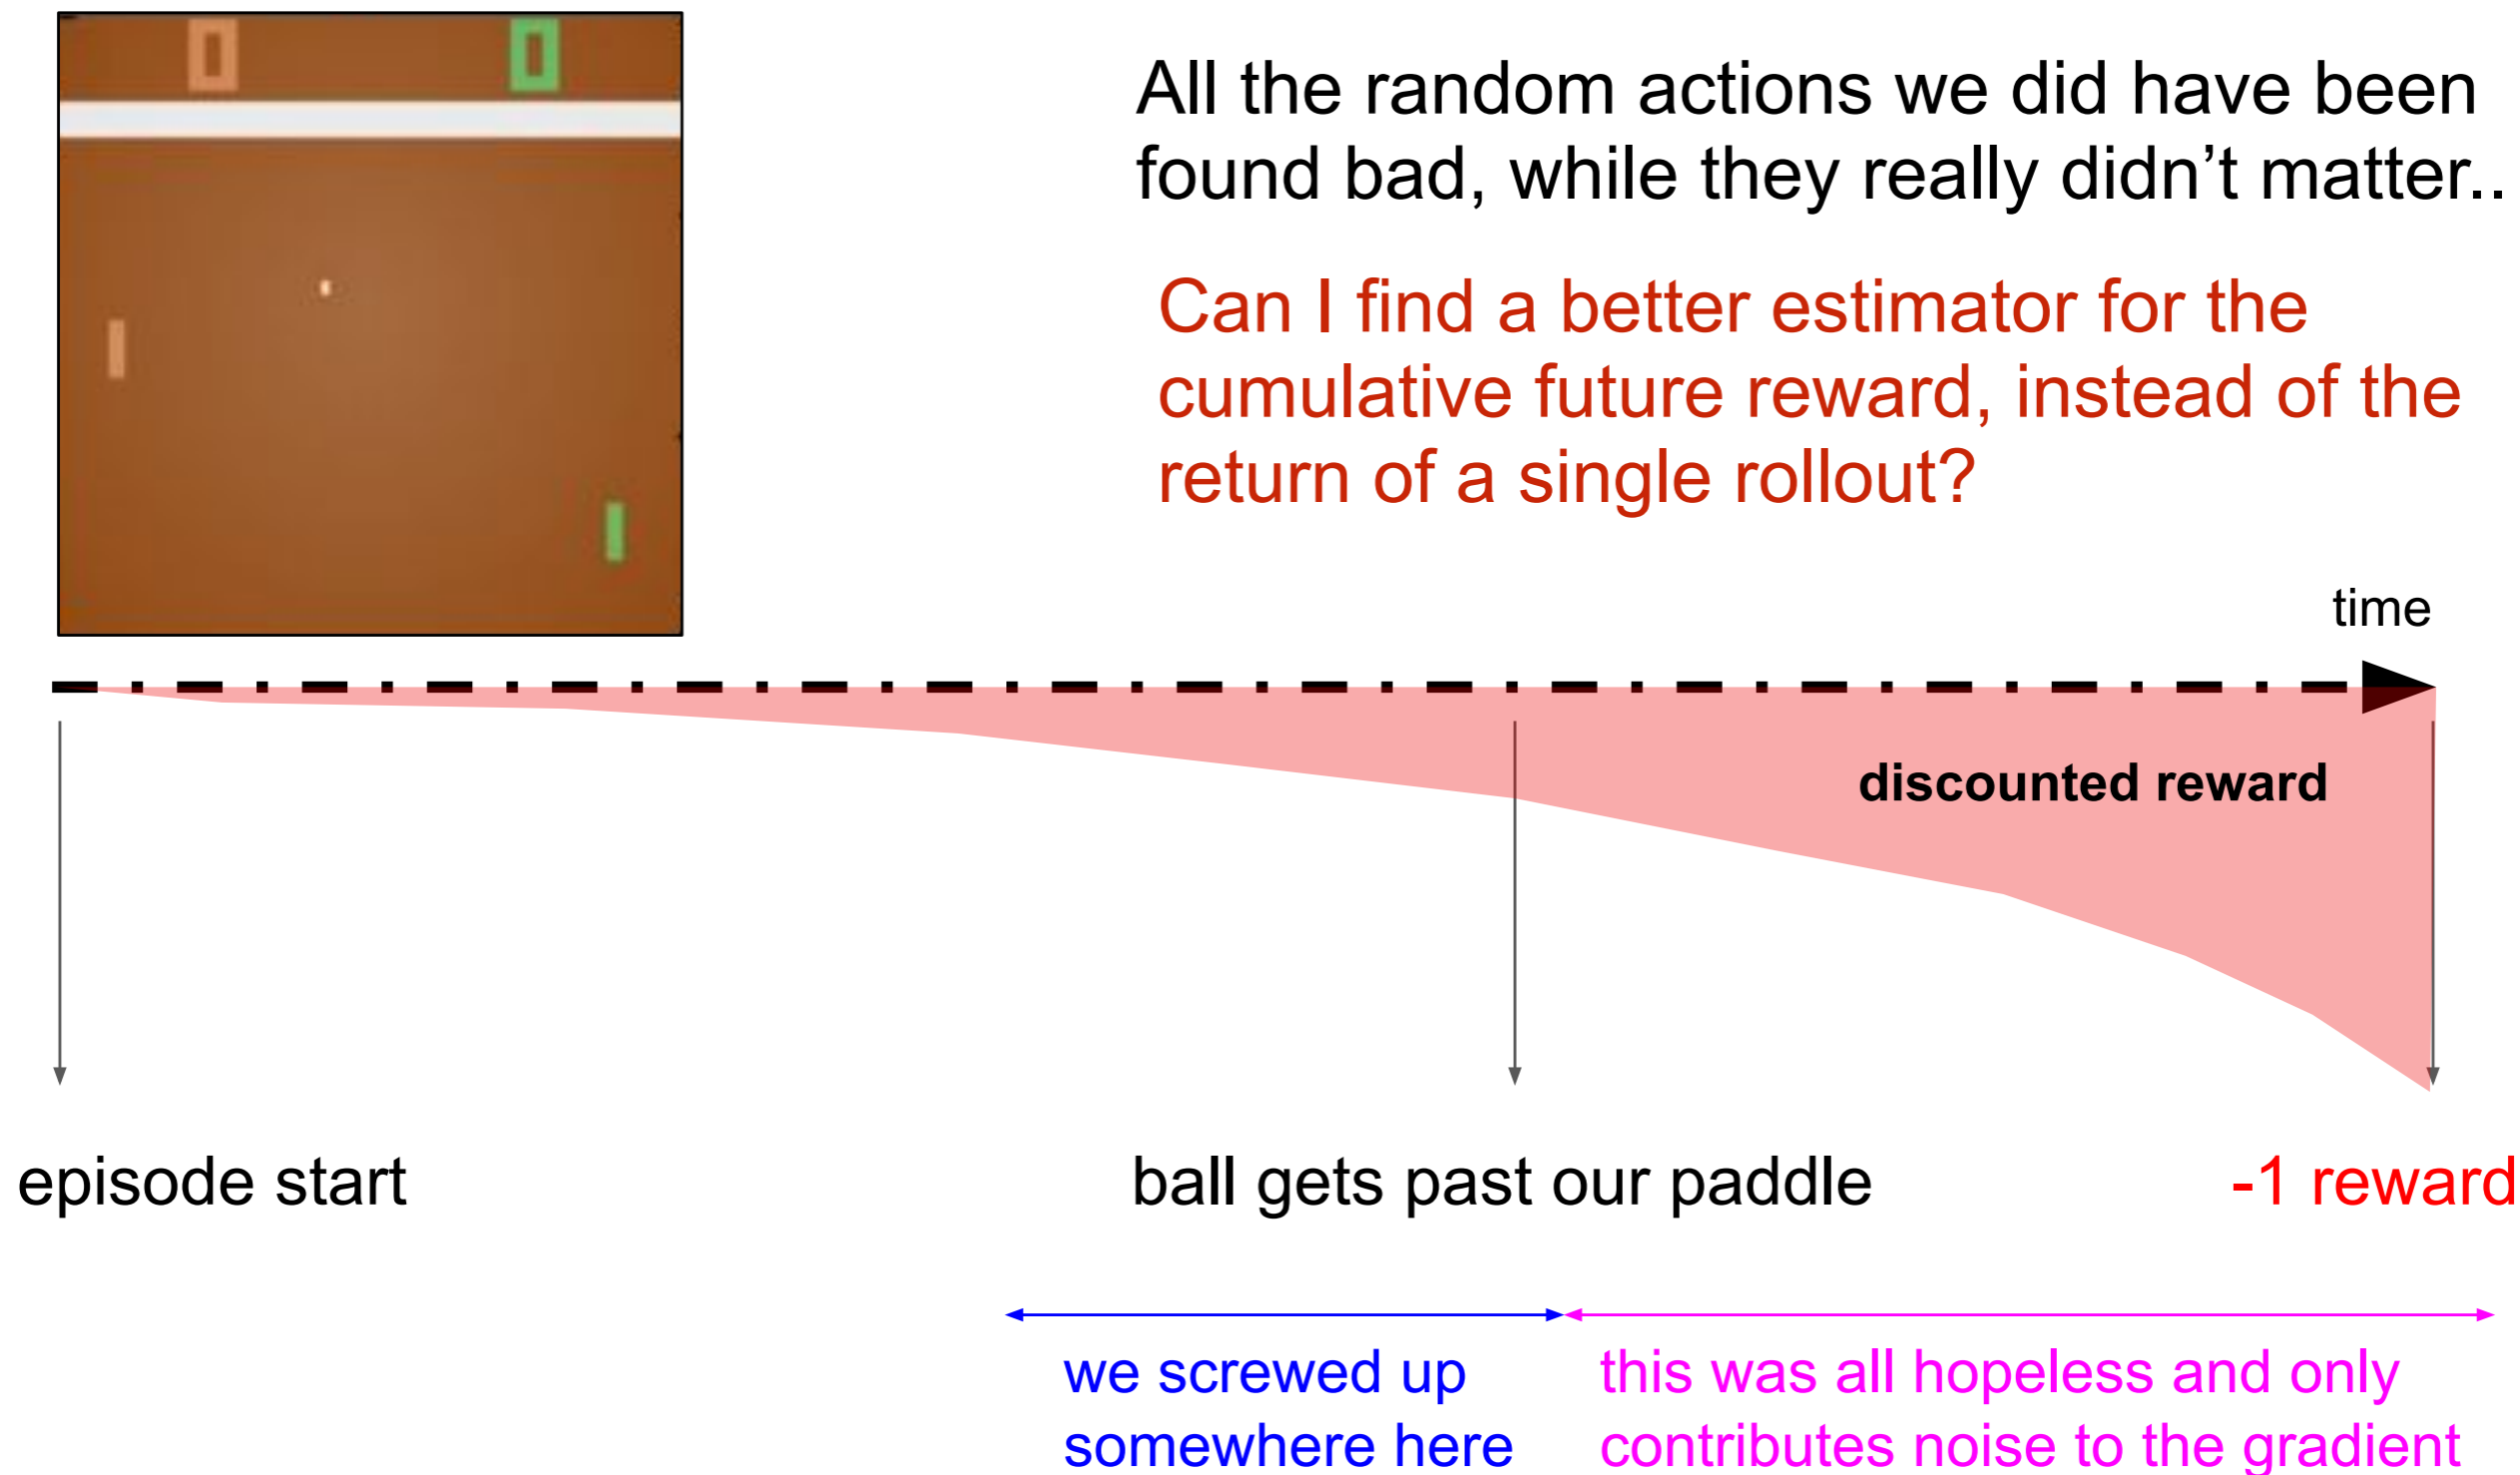 0 0
All the random actions we did have been
found bad, while they really didn’t matter..
Can I find a better estimator for the
cumulative future reward, instead of the
return of a single rollout?
time
discounted reward
episode start
ball gets past our paddle
-1 reward
we screwed up
somewhere here
this was all hopeless and only
contributes noise to the gradient